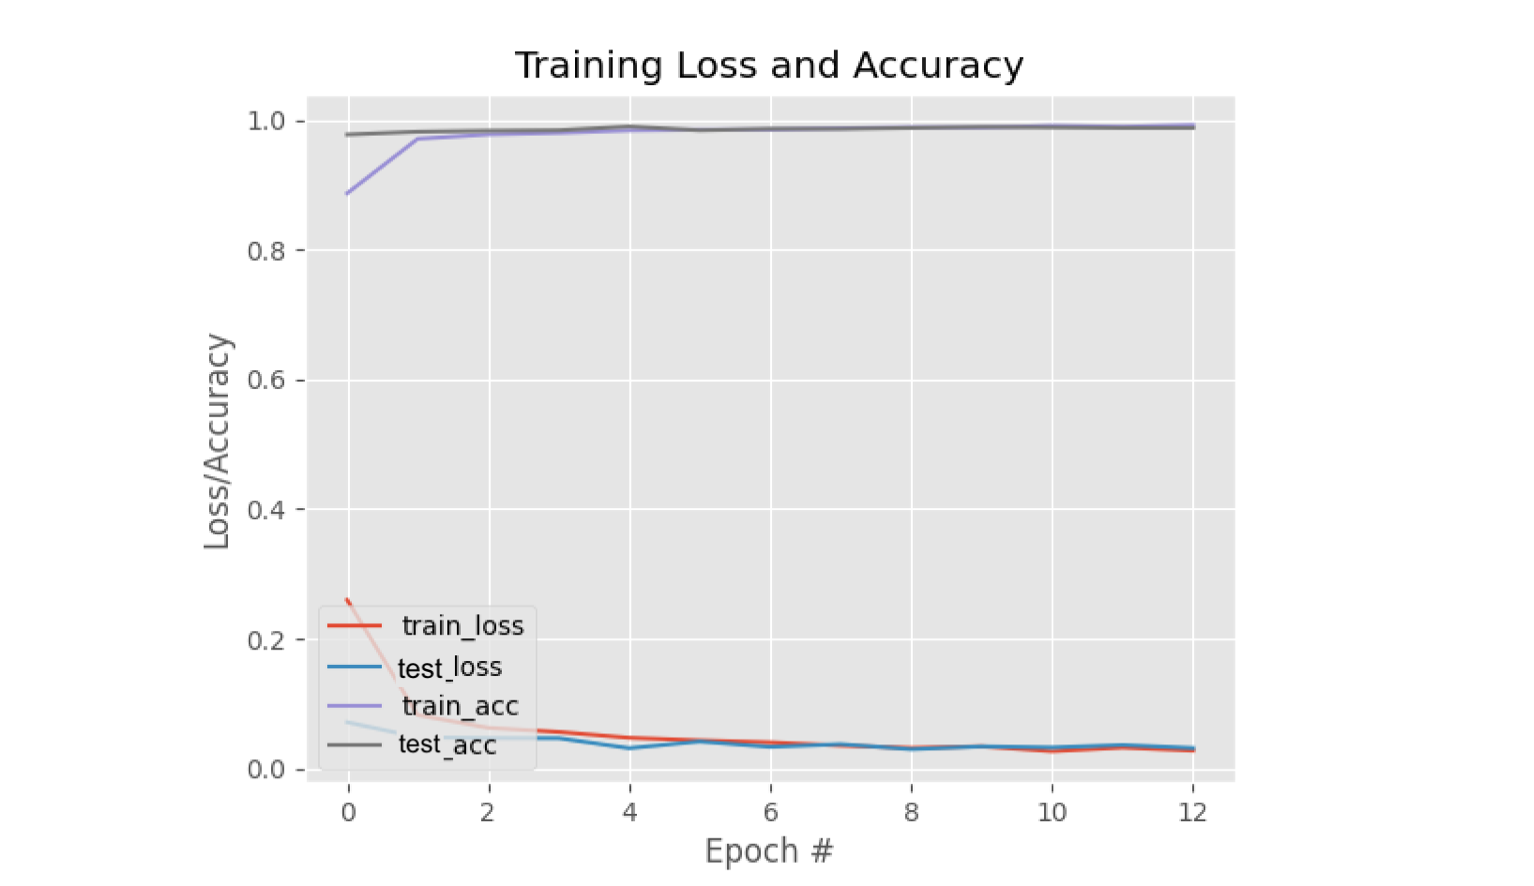 Training Loss and Accuracy
Loss/Accuracy
1.0
0.8
0.6
0.4
0.2
0.0
train_loss
test_loss
train_acc
test_acc
0 2 4 6 8 10 12
Epoch #